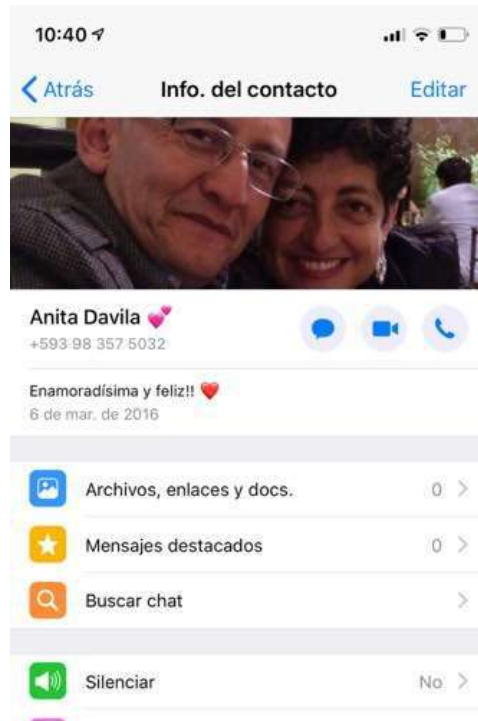 10:40
Atrás Info. del contacto Editar
Anita Davila 💕
+593 98 357 5032
Enamoradísima y feliz!! ❤️
6 de mar. de 2016
Archivos, enlaces y docs. 0
Mensajes destacados 0
Buscar chat
Silenciar No